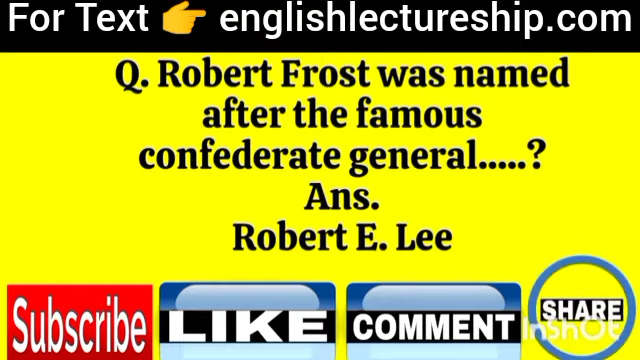 For Text 👉 englishlectureship.com
Q. Robert Frost was named
after the famous
confederate general.....?
Ans.
Robert E. Lee
Subscribe
LIKE
COMMENT
SHARE
InShOt